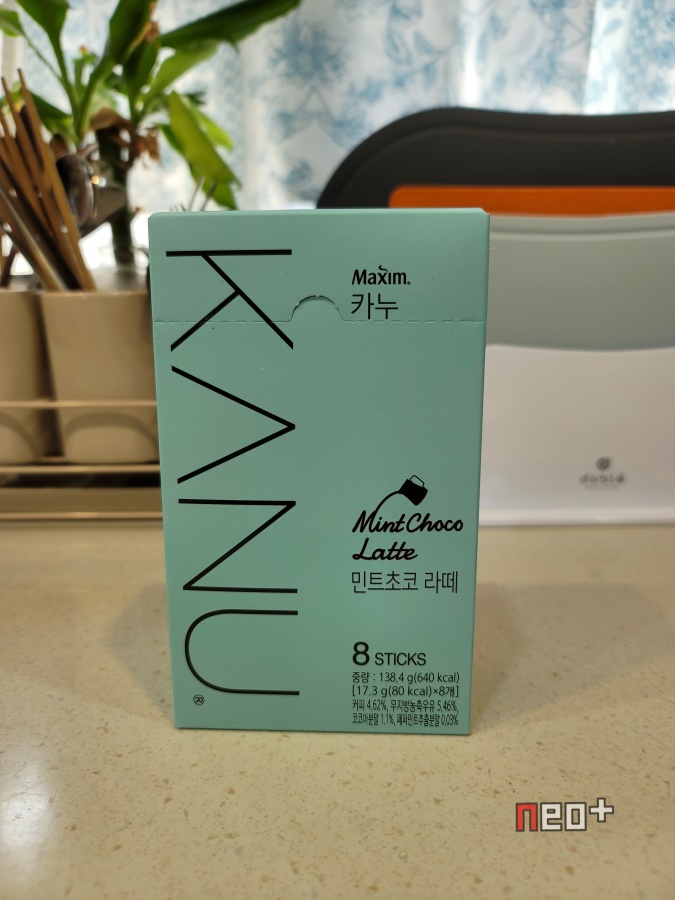 KANU
Maxim.
카누
Mint Choco
Latte
민트초코 라떼
8 STICKS
중량 : 138.4 g(640 kcal)
[17.3 g(80 kcal)×8개]
커피 4.62%, 무지방농축우유 5.46%,
코코아분말 1.1%, 페퍼민트추출분말 0.03%
neo+